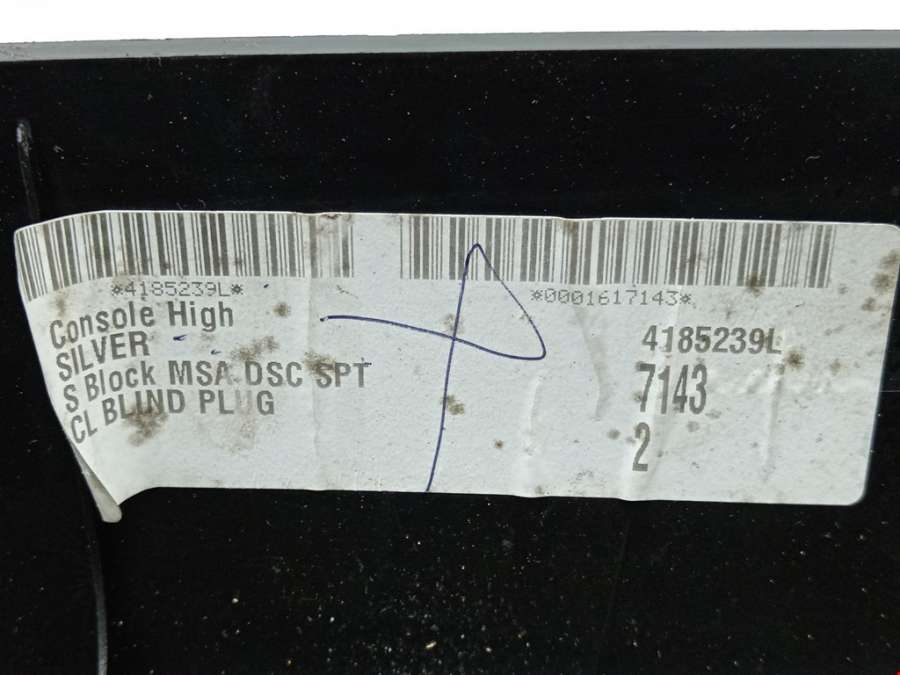 *4185239L*
*0001617143*
Console High
SILVER
S Block MSA DSC SPT
CL BLIND PLUG
4185239L
7143
2